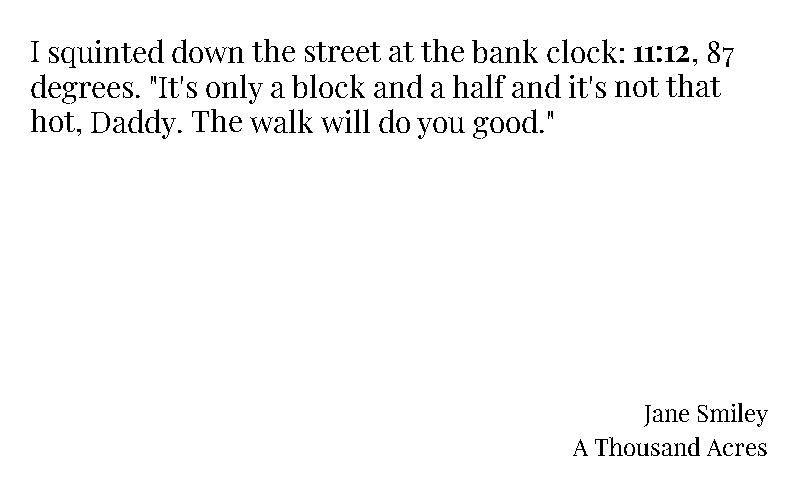 I squinted down the street at the bank clock: 11:12, 87
degrees. "It's only a block and a half and it's not that
hot, Daddy. The walk will do you good."
Jane Smiley
A Thousand Acres